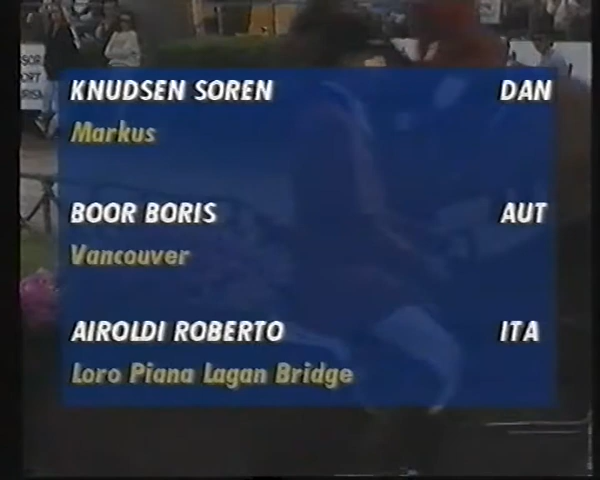 KNUDSEN SOREN DAN
Markus
BOOR BORIS AUT
Vancouver
AIROLDI ROBERTO ITA
Loro Piana Lagan Bridge